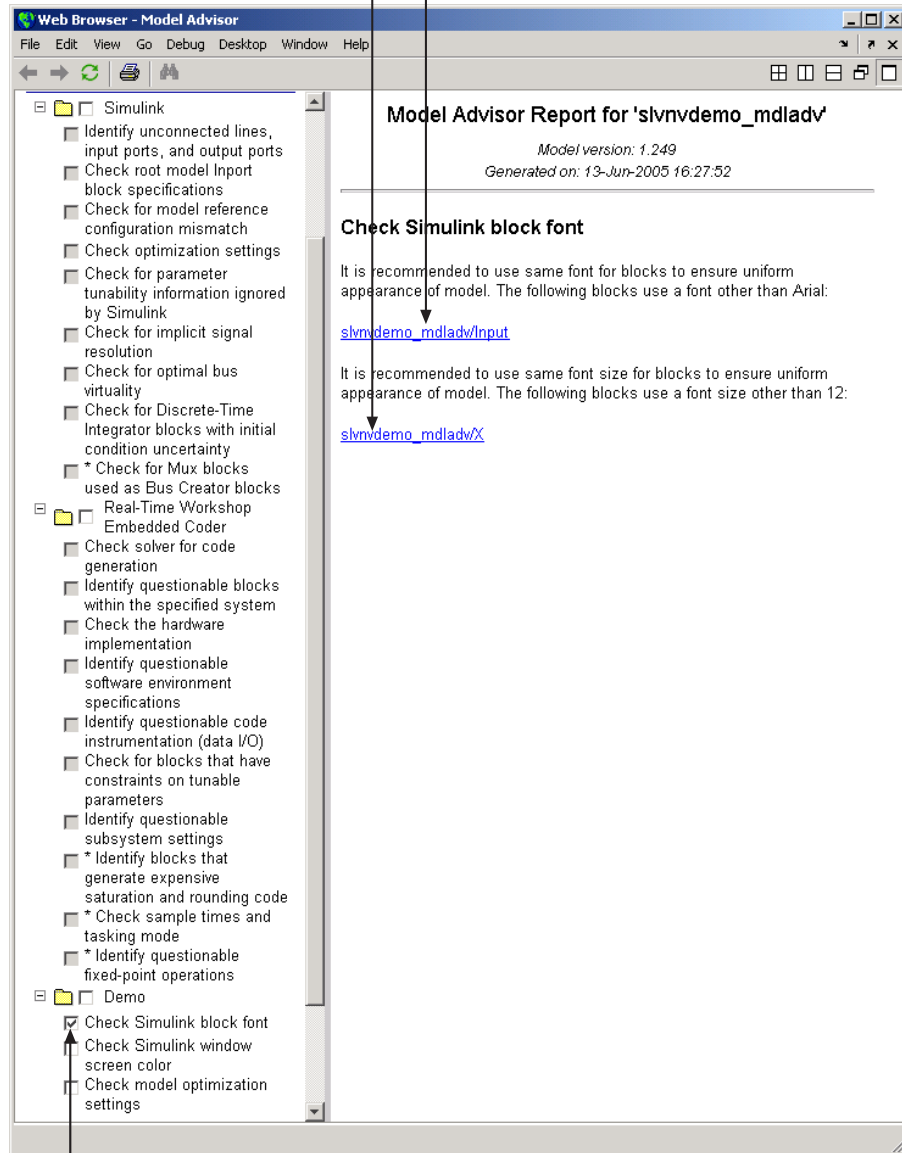 Web Browser - Model Advisor
File Edit View Go Debug Desktop Window Help
Simulink
Identify unconnected lines,
input ports, and output ports
Check root model Inport
block specifications
Check for model reference
configuration mismatch
Check optimization settings
Check for parameter
tunability information ignored
by Simulink
Check for implicit signal
resolution
Check for optimal bus
virtuality
Check for Discrete-Time
Integrator blocks with initial
condition uncertainty
* Check for Mux blocks
used as Bus Creator blocks
Real-Time Workshop
Embedded Coder
Check solver for code
generation
Identify questionable blocks
within the specified system
Check the hardware
implementation
Identify questionable
software environment
specifications
Identify questionable code
instrumentation (data I/O)
Check for blocks that have
constraints on tunable
parameters
Identify questionable
subsystem settings
* Identify blocks that
generate expensive
saturation and rounding code
* Check sample times and
tasking mode
* Identify questionable
fixed-point operations
Demo
Check Simulink block font
Check Simulink window
screen color
Check model optimization
settings
Model Advisor Report for 'slvnvdemo_mdladv'
Model version: 1.249
Generated on: 13-Jun-2005 16:27:52
Check Simulink block font
It is recommended to use same font for blocks to ensure uniform
appearance of model. The following blocks use a font other than Arial:
slvnvdemo_mdladv/Input
It is recommended to use same font size for blocks to ensure uniform
appearance of model. The following blocks use a font size other than 12:
slvnvdemo_mdladv/X